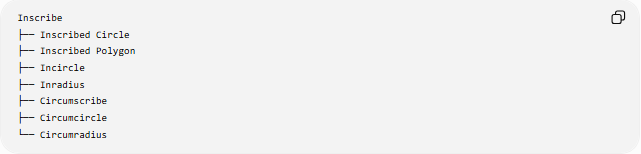 Inscribe
├── Inscribed Circle
├── Inscribed Polygon
├── Incircle
├── Inradius
├── Circumscribe
├── Circumcircle
└── Circumradius